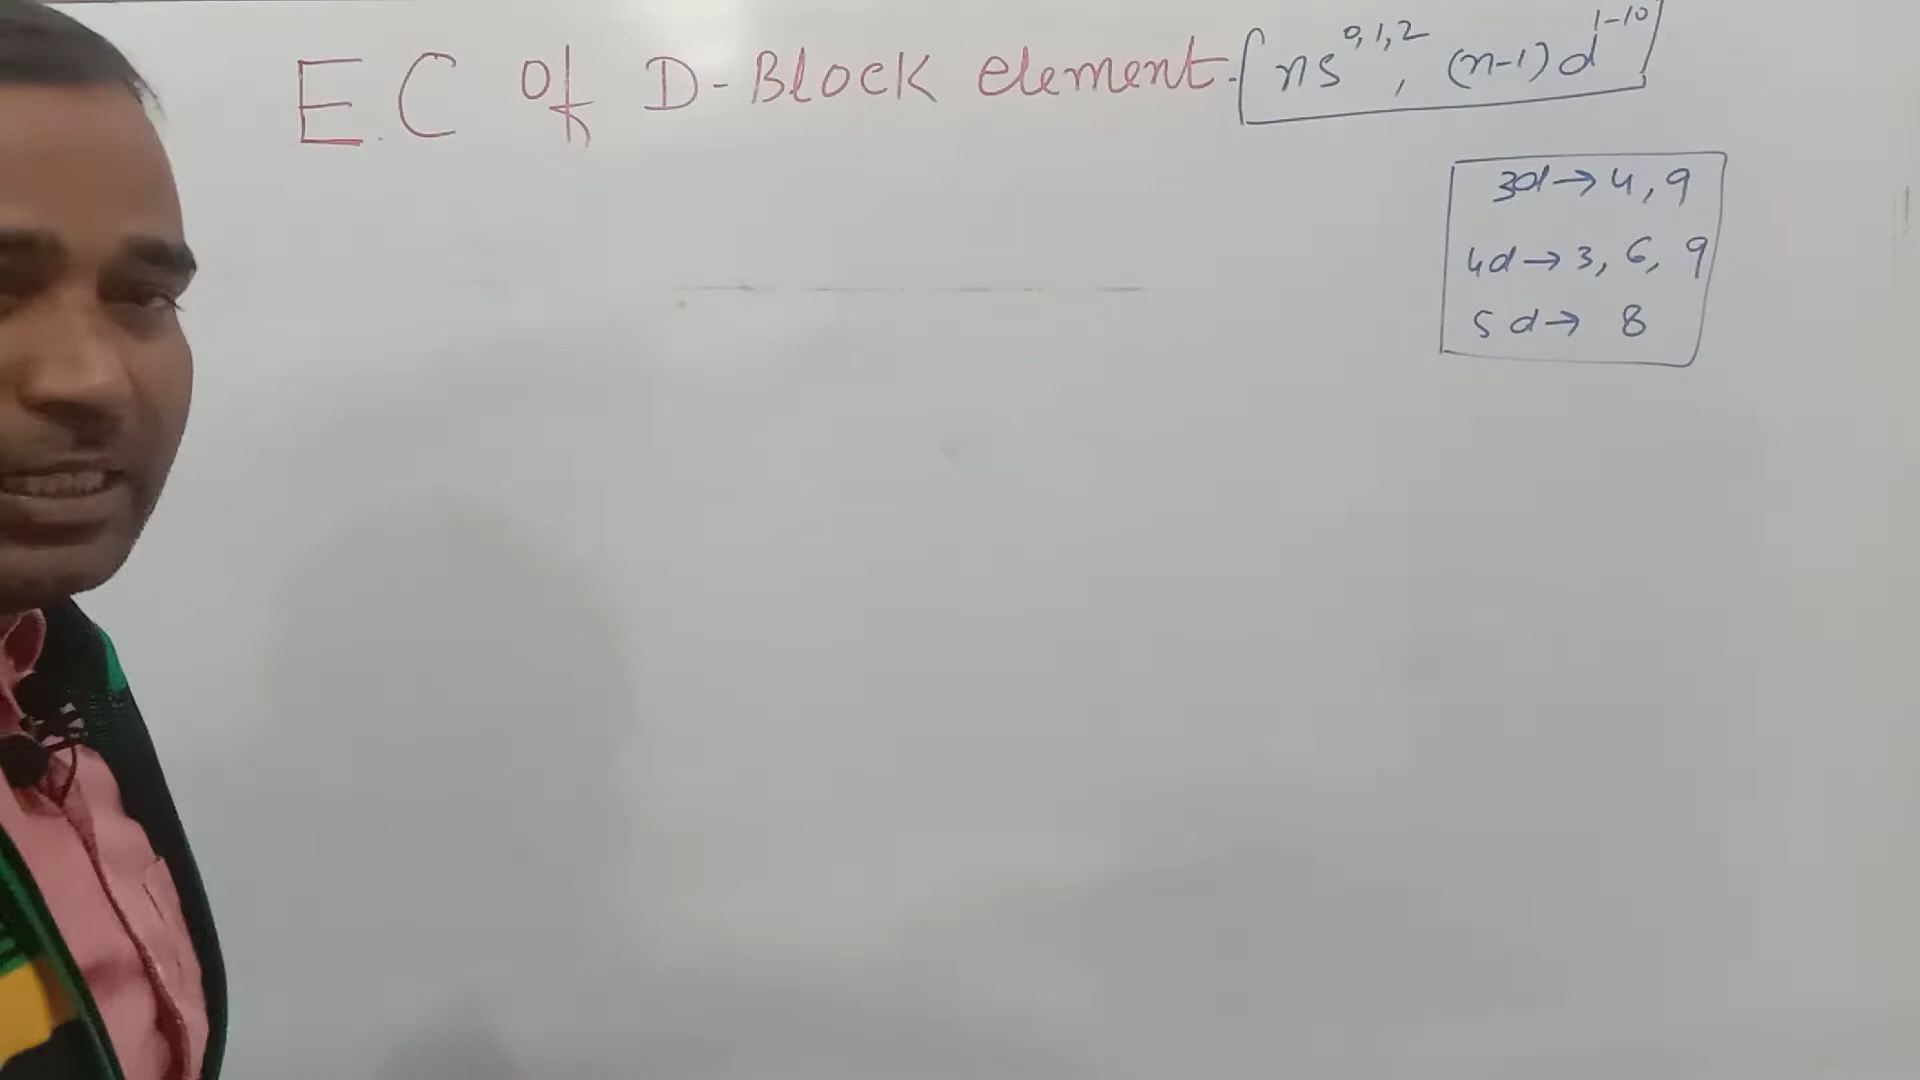 E.C Of D-Block element- [ns^0,1,2, (n-1)d^1-10]
3d→ 4, 9
4d→ 3, 6, 9
5d→ 8